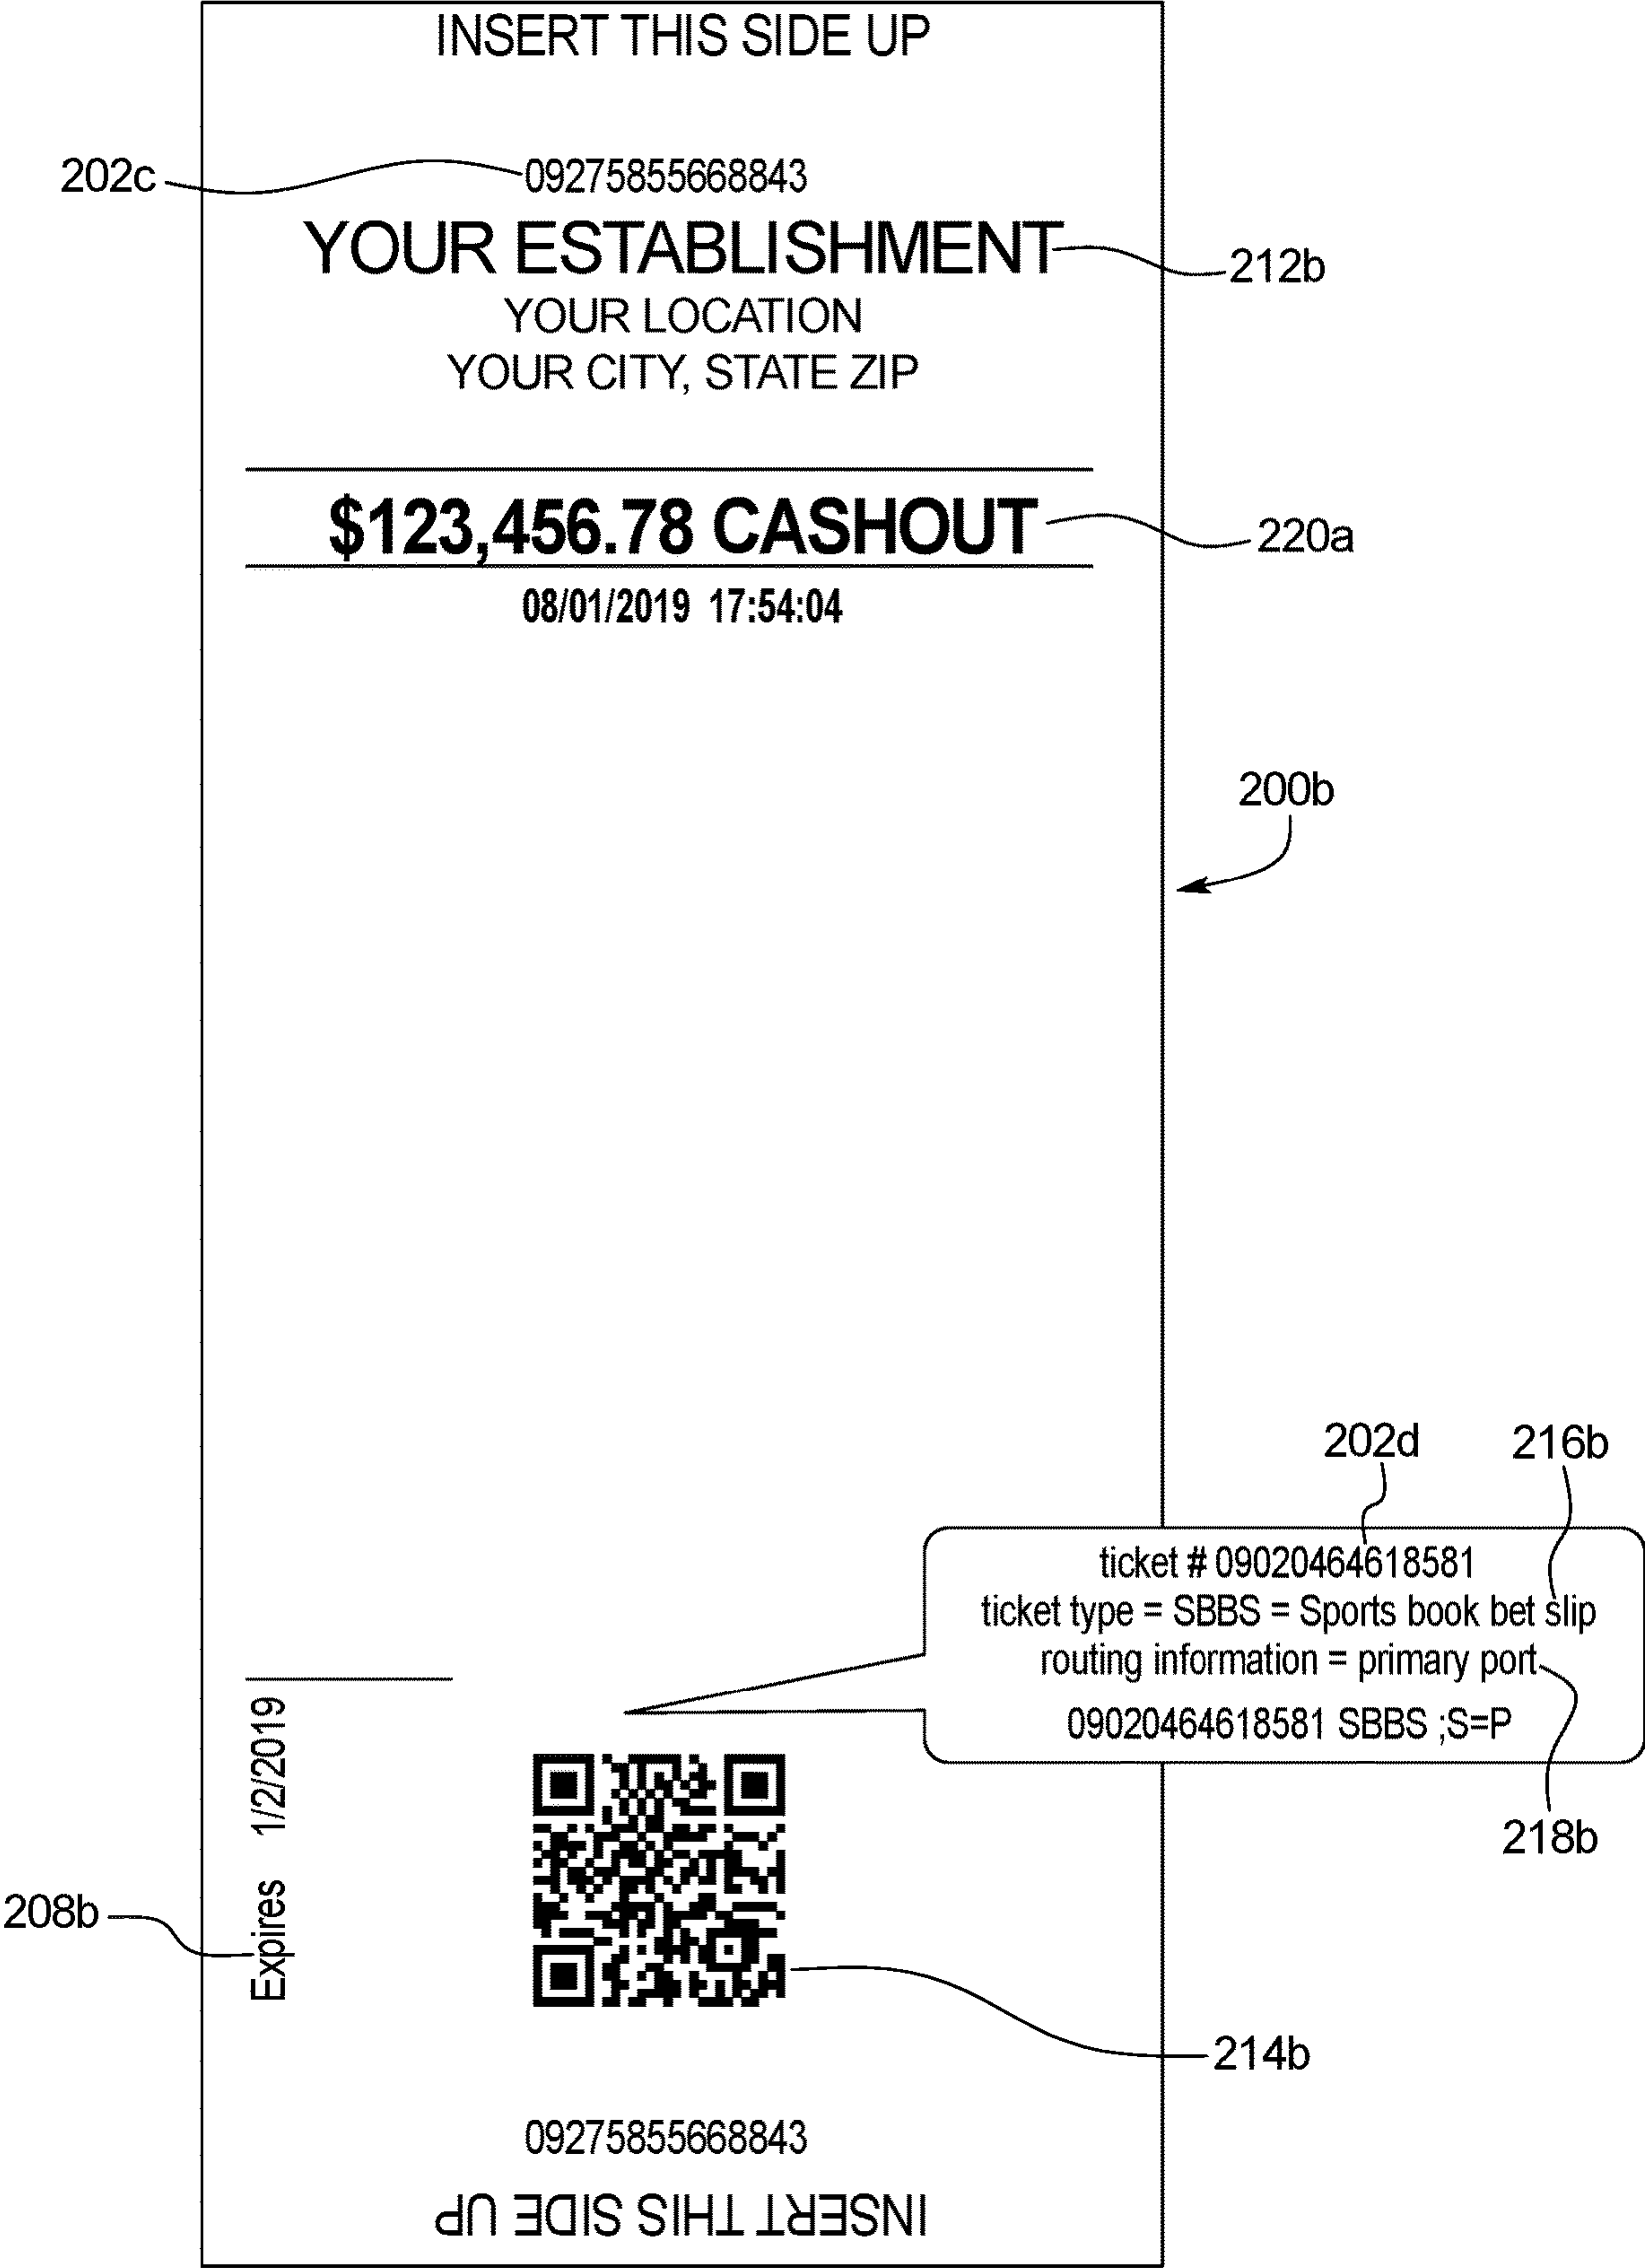 INSERT THIS SIDE UP
202c
09275855668843
YOUR ESTABLISHMENT
212b
YOUR LOCATION
YOUR CITY, STATE ZIP
$123,456.78 CASHOUT
220a
08/01/2019 17:54:04
200b
202d
216b
ticket # 09020464618581
ticket type = SBBS = Sports book bet slip
routing information = primary port
09020464618581 SBBS ;S=P
218b
Expires 1/2/2019
208b
214b
09275855668843
INSERT THIS SIDE UP